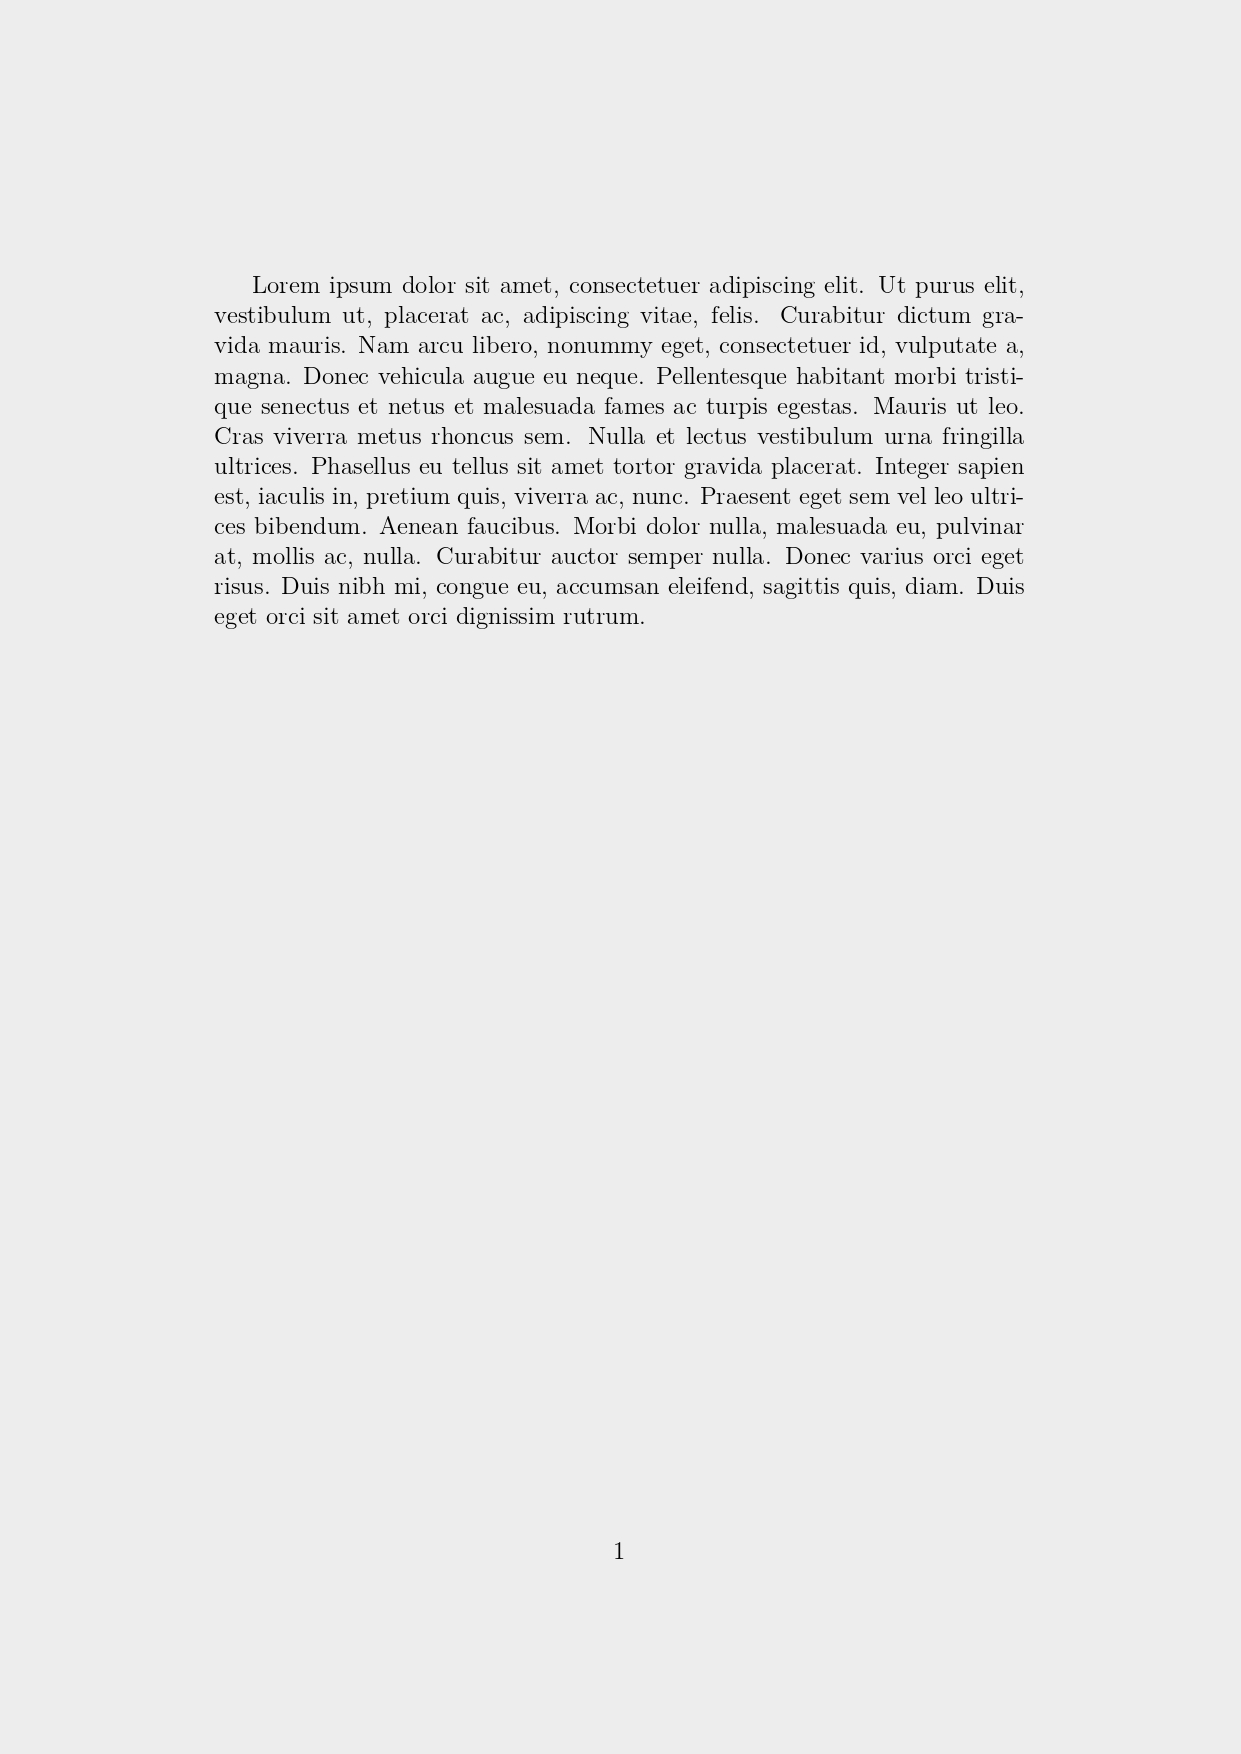 Lorem ipsum dolor sit amet, consectetuer adipiscing elit. Ut purus elit,
vestibulum ut, placerat ac, adipiscing vitae, felis. Curabitur dictum gra-
vida mauris. Nam arcu libero, nonummy eget, consectetuer id, vulputate a,
magna. Donec vehicula augue eu neque. Pellentesque habitant morbi tristi-
que senectus et netus et malesuada fames ac turpis egestas. Mauris ut leo.
Cras viverra metus rhoncus sem. Nulla et lectus vestibulum urna fringilla
ultrices. Phasellus eu tellus sit amet tortor gravida placerat. Integer sapien
est, iaculis in, pretium quis, viverra ac, nunc. Praesent eget sem vel leo ultri-
ces bibendum. Aenean faucibus. Morbi dolor nulla, malesuada eu, pulvinar
at, mollis ac, nulla. Curabitur auctor semper nulla. Donec varius orci eget
risus. Duis nibh mi, congue eu, accumsan eleifend, sagittis quis, diam. Duis
eget orci sit amet orci dignissim rutrum.
1